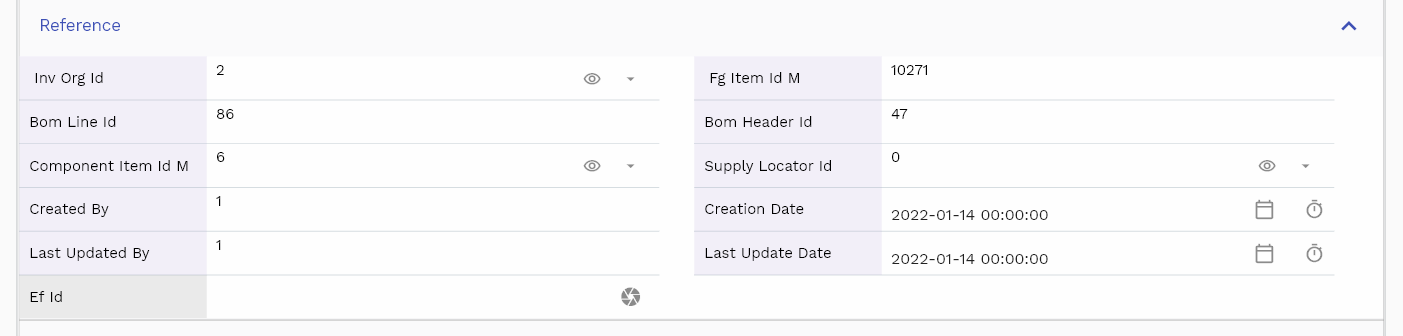 Reference
Inv Org Id 2 Fg Item Id M 10271
Bom Line Id 86 Bom Header Id 47
Component Item Id M 6 Supply Locator Id 0
Created By 1 Creation Date 2022-01-14 00:00:00
Last Updated By 1 Last Update Date 2022-01-14 00:00:00
Ef Id